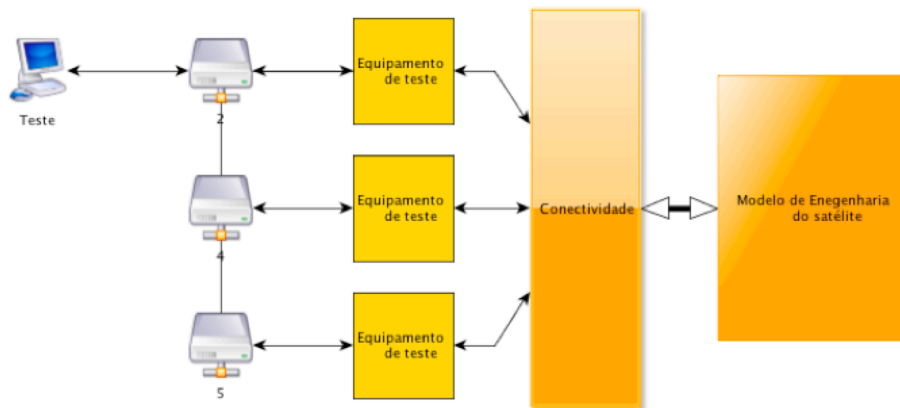 Teste
2
Equipamento
de teste
4
Equipamento
de teste
5
Equipamento
de teste
Conectividade
Modelo de Enegenharia
do satélite